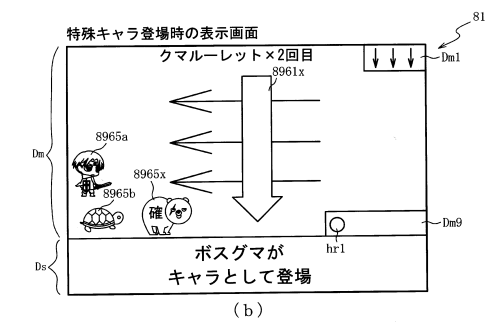 特殊キャラ登場時の表示画面
81
クマルーレット×2回目
8961x
Dm1
Dm
8965a
8965x
8965b
確
Dm9
hr1
Ds
ボスグマが
キャラとして登場
(b)